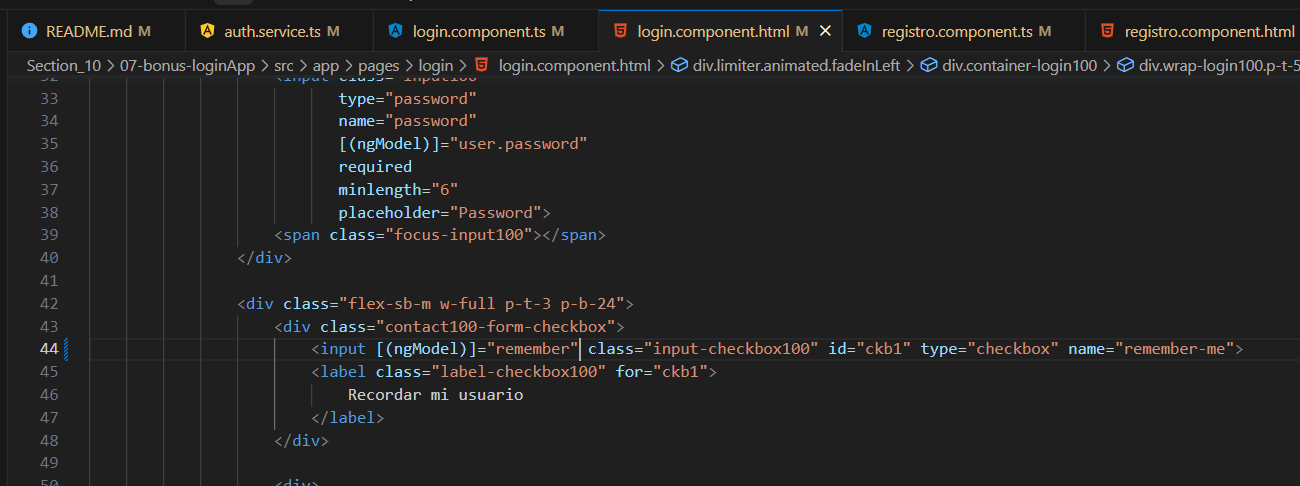 README.md M auth.service.ts M login.component.ts M login.component.html M registro.component.ts M registro.component.html
Section_10 > 07-bonus-loginApp > src > app > pages > login > login.component.html > div.limiter.animated.fadeInLeft > div.container-login100 > div.wrap-login100.p-t-5
32 <input class="input100"
33 type="password"
34 name="password"
35 [(ngModel)]="user.password"
36 required
37 minlength="6"
38 placeholder="Password">
39 <span class="focus-input100"></span>
40 </div>
41
42 <div class="flex-sb-m w-full p-t-3 p-b-24">
43 <div class="contact100-form-checkbox">
44 <input [(ngModel)]="remember" class="input-checkbox100" id="ckb1" type="checkbox" name="remember-me">
45 <label class="label-checkbox100" for="ckb1">
46 Recordar mi usuario
47 </label>
48 </div>
49
50 <div>